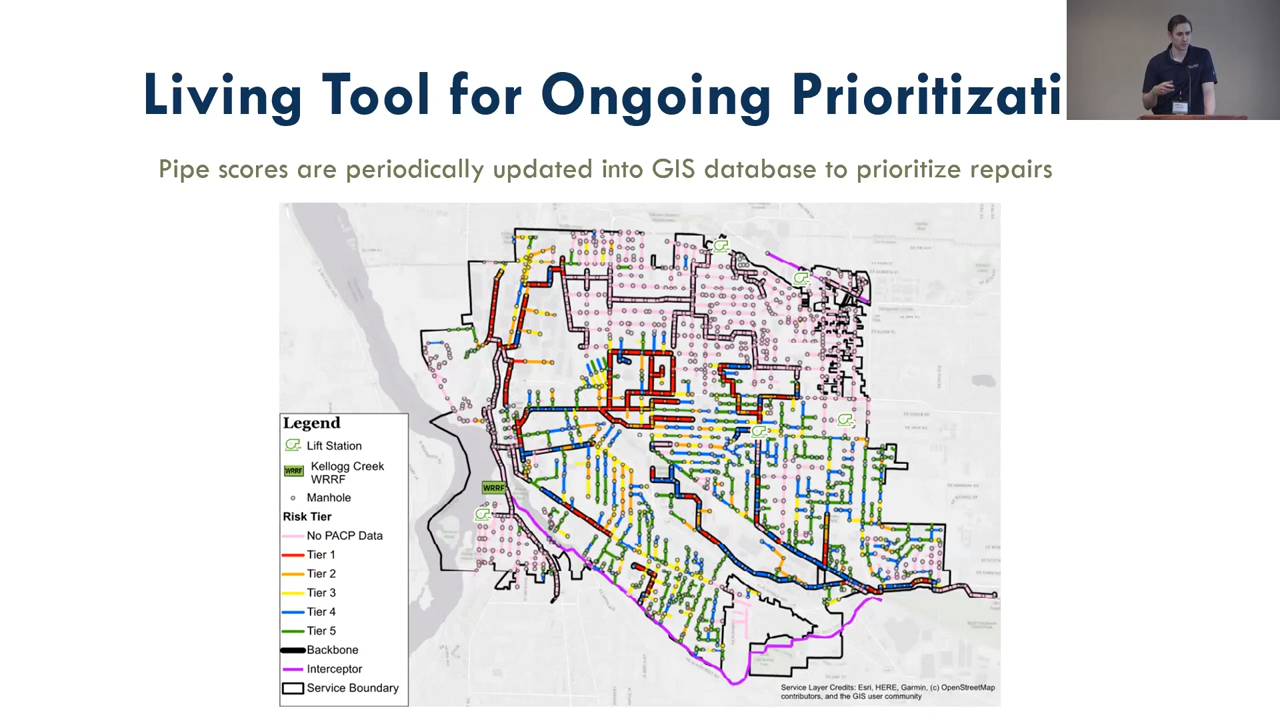 Living Tool for Ongoing Prioritizati
Pipe scores are periodically updated into GIS database to prioritize repairs
WRRF
Legend
Lift Station
WRRF Kellogg Creek
WRRF
Manhole
Risk Tier
No PACP Data
Tier 1
Tier 2
Tier 3
Tier 4
Tier 5
Backbone
Interceptor
Service Boundary
Service Layer Credits: Esri, HERE, Garmin, (c) OpenStreetMap
contributors, and the GIS user community